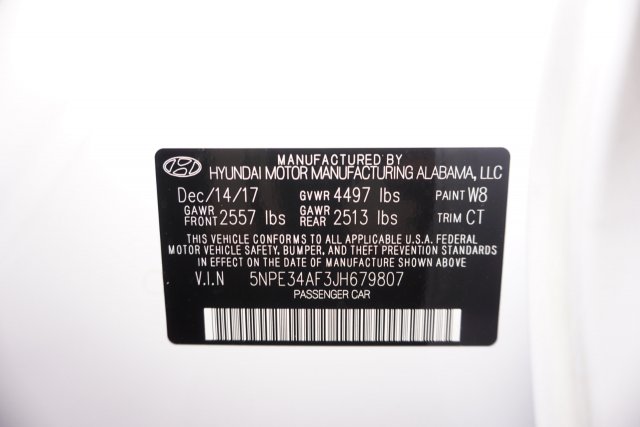 MANUFACTURED BY
HYUNDAI MOTOR MANUFACTURING ALABAMA, LLC
Dec/14/17 GVWR 4497 lbs PAINT W8
GAWR FRONT 2557 lbs GAWR REAR 2513 lbs TRIM CT
THIS VEHICLE CONFORMS TO ALL APPLICABLE U.S.A. FEDERAL
MOTOR VEHICLE SAFETY, BUMPER, AND THEFT PREVENTION STANDARDS
IN EFFECT ON THE DATE OF MANUFACTURE SHOWN ABOVE
V.I.N 5NPE34AF3JH679807
PASSENGER CAR